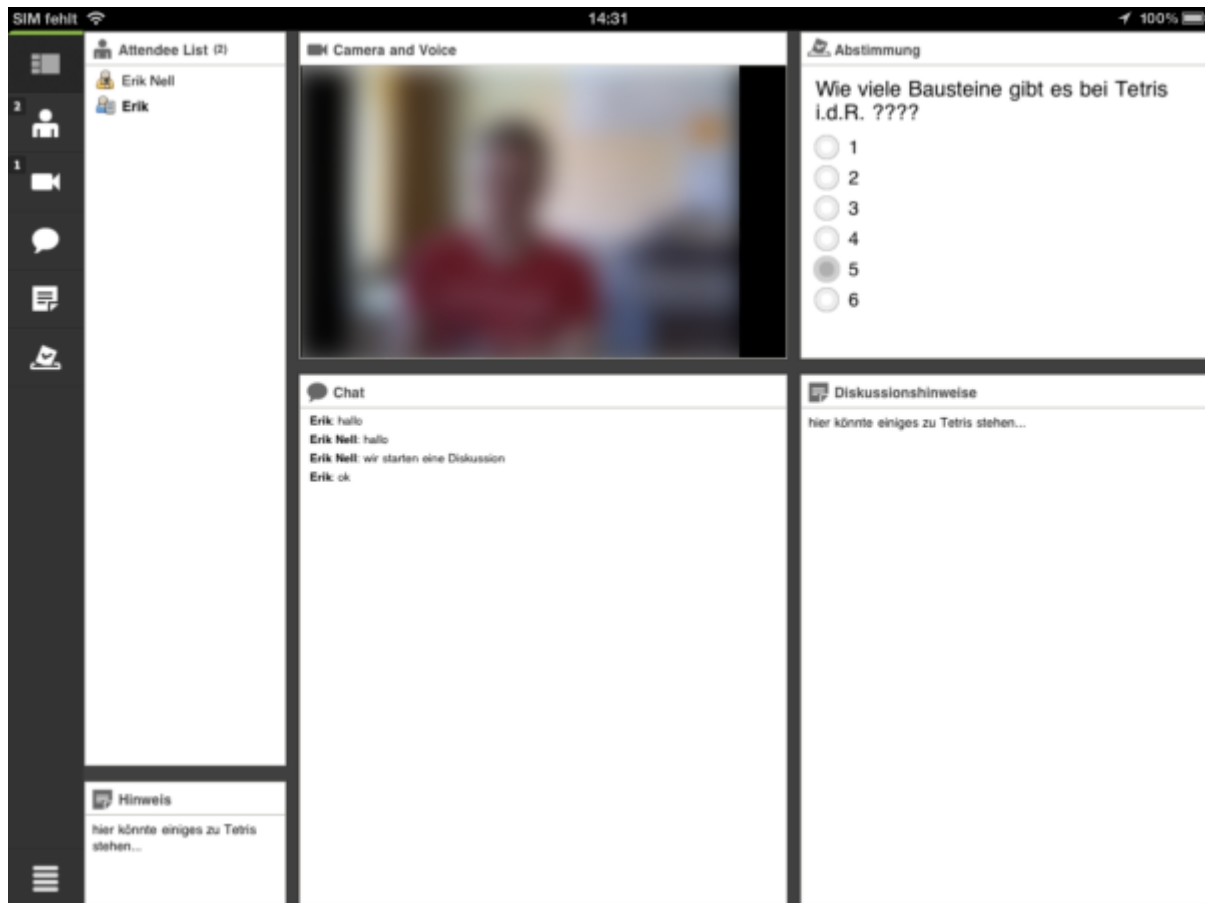 SIM fehlt
14:31
100%
2
1
Attendee List (2)
Erik Nell
Erik
Hinweis
hier könnte einiges zu Tetris
stehen...
Camera and Voice
Chat
Erik: hallo
Erik Nell: hallo
Erik Nell: wir starten eine Diskussion
Erik: ok
Abstimmung
Wie viele Bausteine gibt es bei Tetris
i.d.R. ????
1
2
3
4
5
6
Diskussionshinweise
hier könnte einiges zu Tetris stehen...